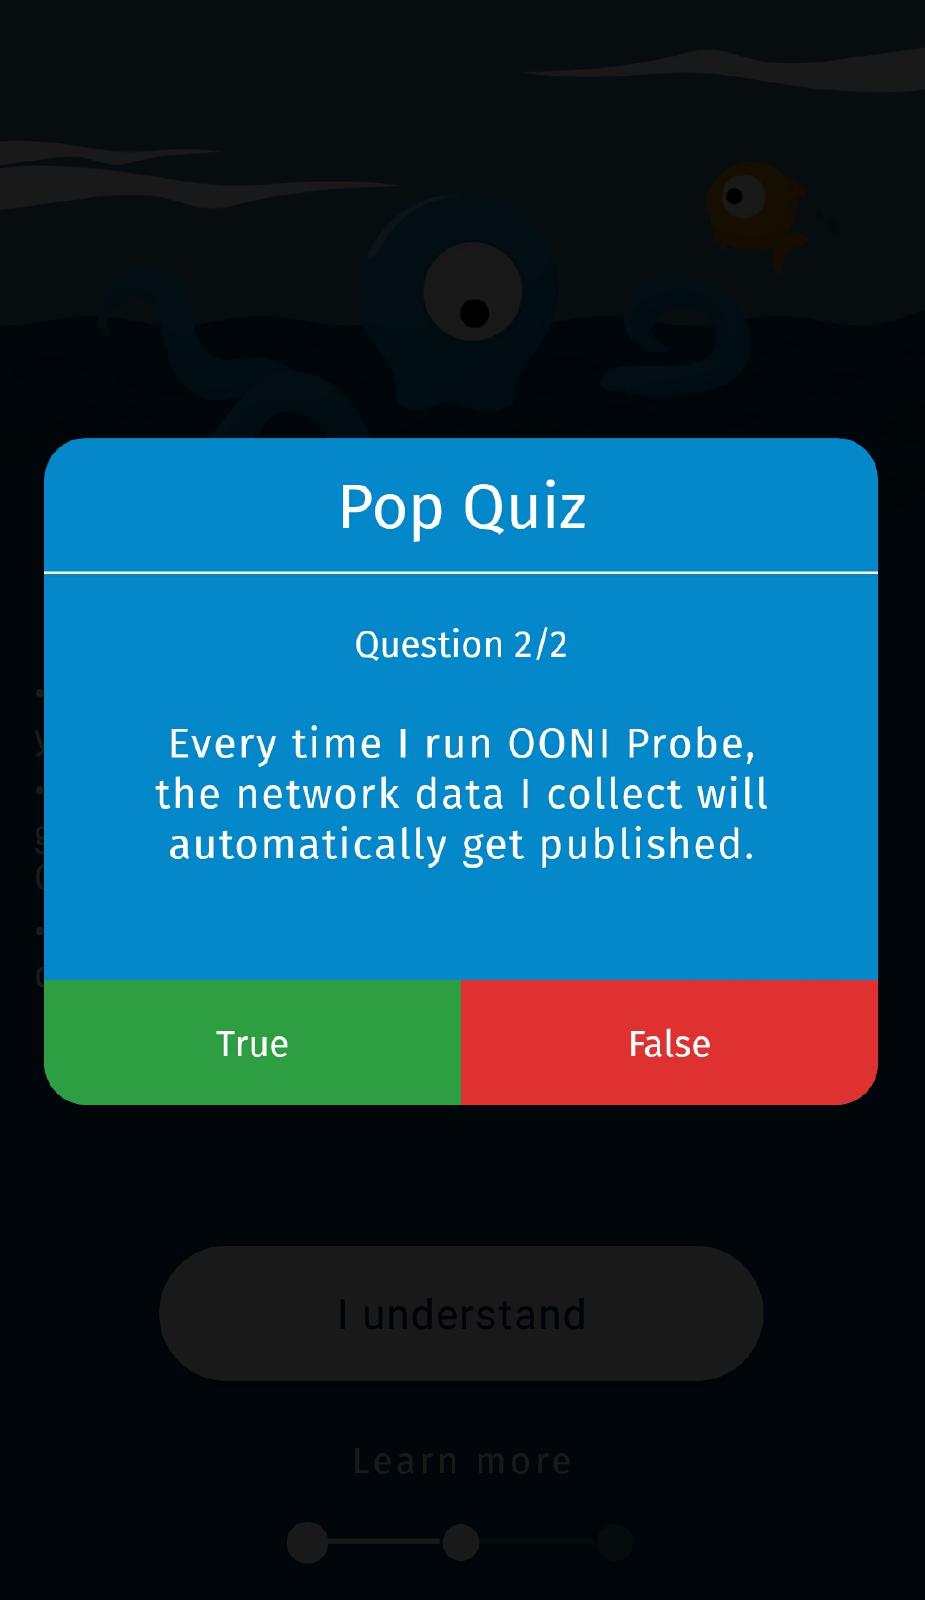 Pop Quiz
Question 2/2
Every time I run OONI Probe,
the network data I collect will
automatically get published.
True
False
I understand
Learn more